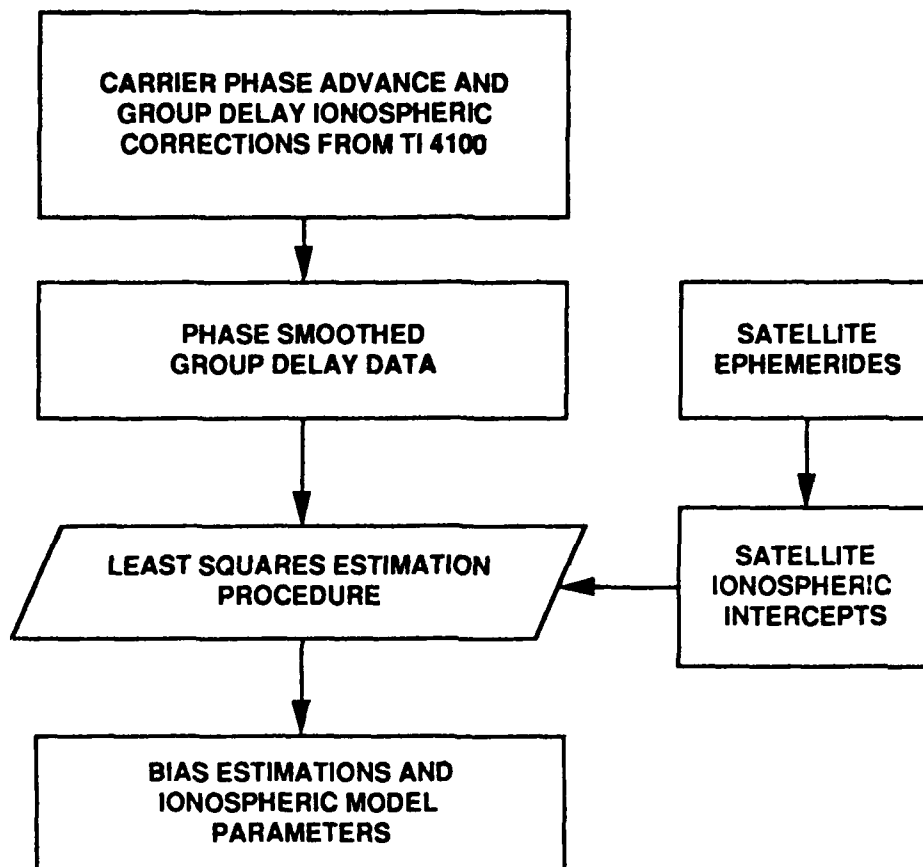 CARRIER PHASE ADVANCE AND
GROUP DELAY IONOSPHERIC
CORRECTIONS FROM TI 4100
PHASE SMOOTHED
GROUP DELAY DATA
SATELLITE
EPHEMERIDES
LEAST SQUARES ESTIMATION
PROCEDURE
SATELLITE
IONOSPHERIC
INTERCEPTS
BIAS ESTIMATIONS AND
IONOSPHERIC MODEL
PARAMETERS